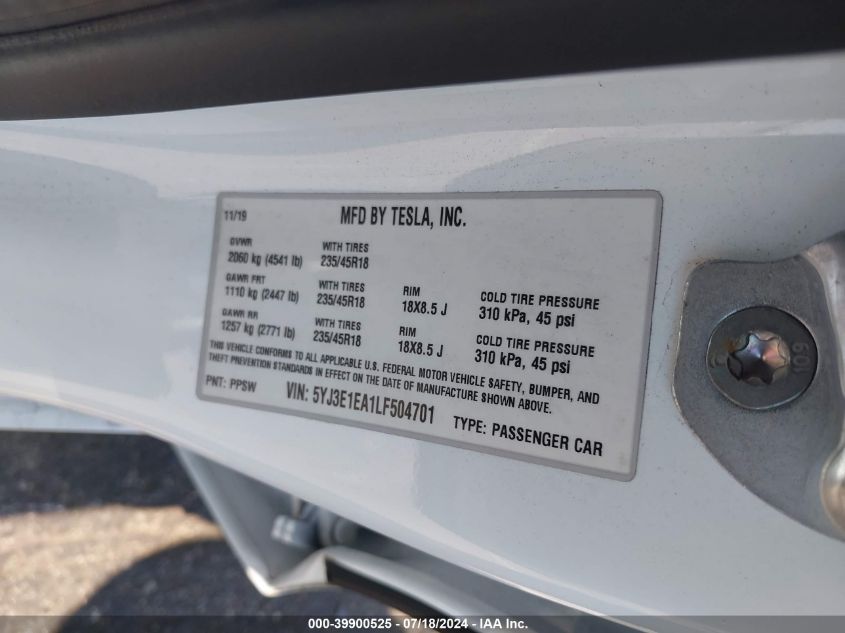 11/19 MFD BY TESLA, INC.
GVWR WITH TIRES
2060 kg (4541 lb) 235/45R18
GAWR FRT WITH TIRES RIM COLD TIRE PRESSURE
1110 kg (2447 lb) 235/45R18 18X8.5 J 310 kPa, 45 psi
GAWR RR WITH TIRES RIM COLD TIRE PRESSURE
1257 kg (2771 lb) 235/45R18 18X8.5 J 310 kPa, 45 psi
THIS VEHICLE CONFORMS TO ALL APPLICABLE U.S. FEDERAL MOTOR VEHICLE SAFETY, BUMPER, AND
THEFT PREVENTION STANDARDS IN EFFECT ON THE DATE OF MANUFACTURE SHOWN ABOVE.
PNT: PPSW VIN: 5YJ3E1EA1LF504701 TYPE: PASSENGER CAR
000-39900525 - 07/18/2024 - IAA Inc.